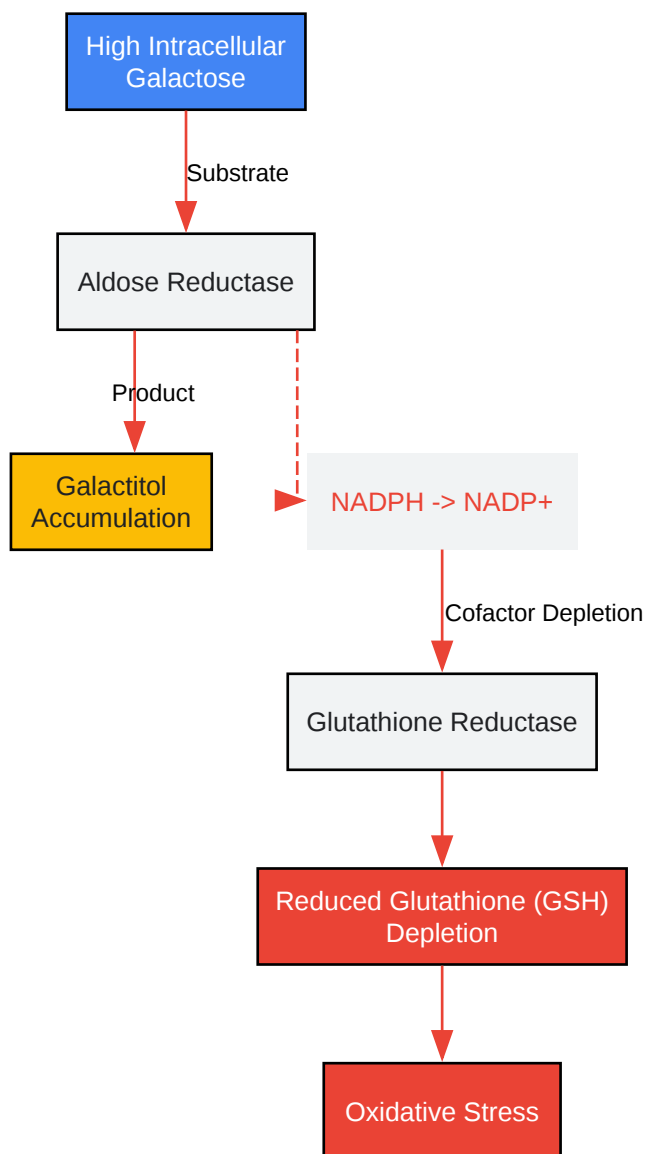 High Intracellular
Galactose
Substrate
Aldose Reductase
Product
Galactitol
Accumulation
NADPH -> NADP+
Cofactor Depletion
Glutathione Reductase
Reduced Glutathione (GSH)
Depletion
Oxidative Stress